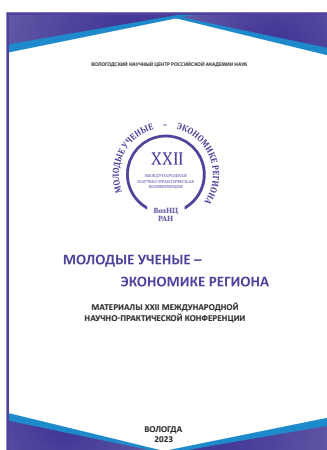 ВОЛОГОДСКИЙ НАУЧНЫЙ ЦЕНТР РОССИЙСКОЙ АКАДЕМИИ НАУК
МОЛОДЫЕ УЧЕНЫЕ – ЭКОНОМИКЕ РЕГИОНА
XXII
МЕЖДУНАРОДНАЯ
НАУЧНО-ПРАКТИЧЕСКАЯ
КОНФЕРЕНЦИЯ
ВолНЦ
РАН
МОЛОДЫЕ УЧЕНЫЕ –
ЭКОНОМИКЕ РЕГИОНА
МАТЕРИАЛЫ XXII МЕЖДУНАРОДНОЙ
НАУЧНО-ПРАКТИЧЕСКОЙ КОНФЕРЕНЦИИ
ВОЛОГДА
2023